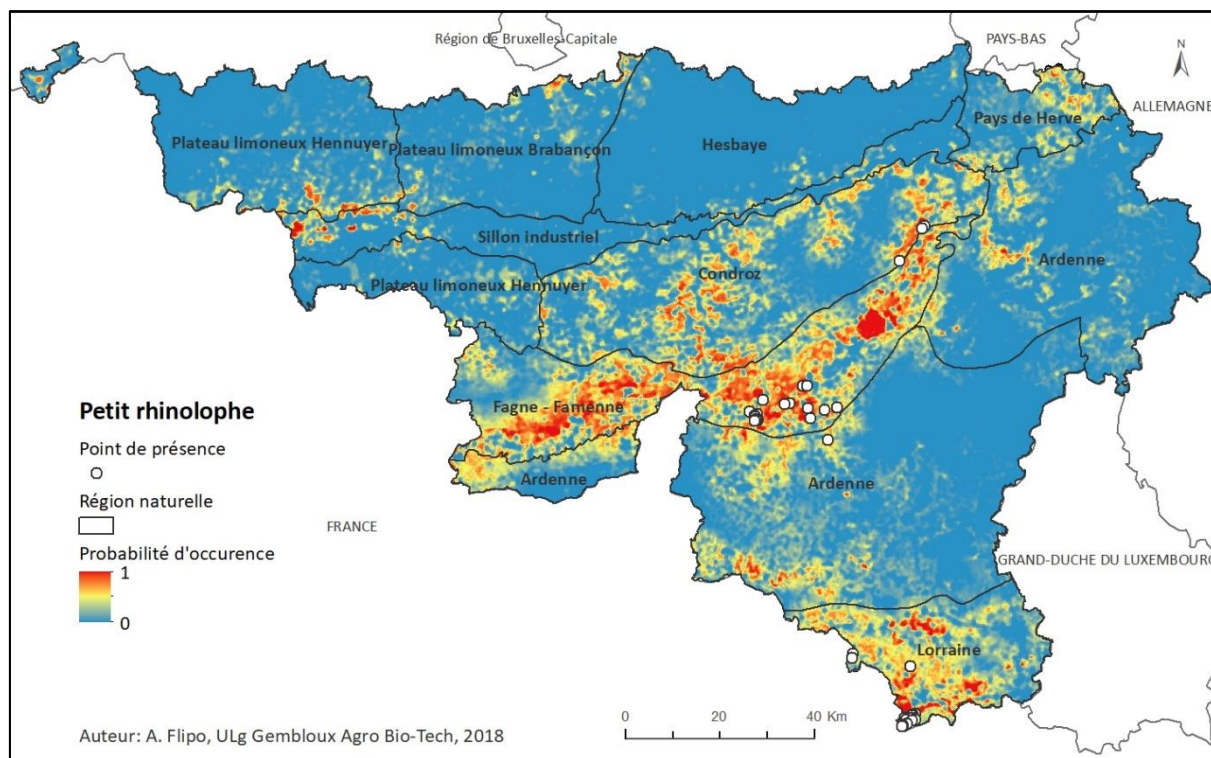 Région de Bruxelles-Capitale
PAYS-BAS
N
ALLEMAGNE
Pays de Herve
Plateau limoneux Hennuyer
Plateau limoneux Brabançon
Hesbaye
Sillon industriel
Ardenne
Condroz
Plateau limoneux Hennuyer
Fagne - Famenne
Ardenne
Ardenne
Petit rhinolophe
Point de présence
Région naturelle
FRANCE
Probabilité d'occurence
1
0
GRAND-DUCHE DU LUXEMBOURG
Lorraine
0 20 40 Km
Auteur: A. Flipo, ULg Gembloux Agro Bio-Tech, 2018